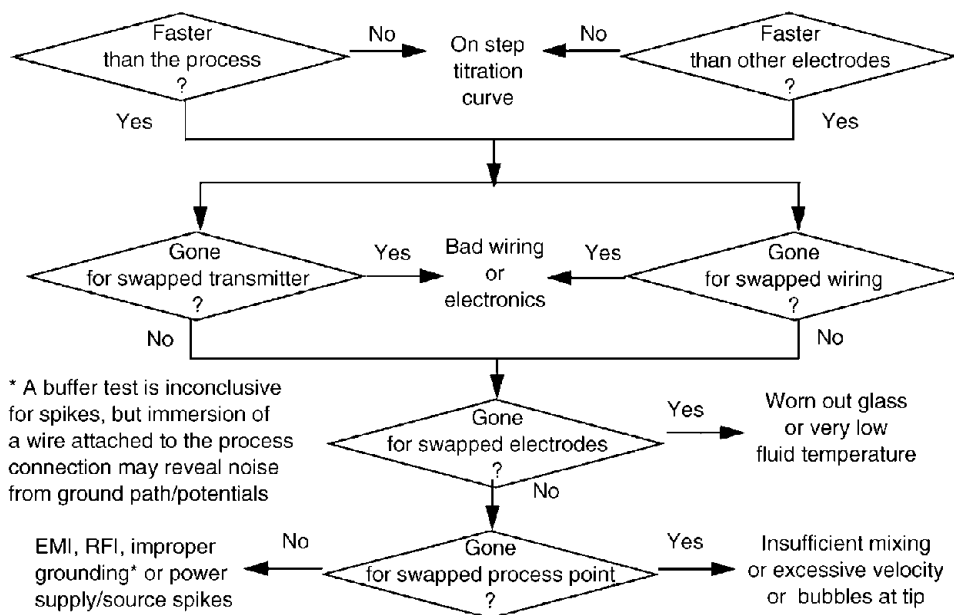 Faster
than the process
?
No
On step
titration
curve
No
Faster
than other electrodes
?
Yes
Yes
Gone
for swapped transmitter
?
Yes
Bad wiring
or
electronics
Yes
Gone
for swapped wiring
?
No
No
* A buffer test is inconclusive
for spikes, but immersion of
a wire attached to the process
connection may reveal noise
from ground path/potentials
Gone
for swapped electrodes
?
Yes
Worn out glass
or very low
fluid temperature
No
EMI, RFI, improper
grounding* or power
supply/source spikes
No
Gone
for swapped process point
?
Yes
Insufficient mixing
or excessive velocity
or bubbles at tip